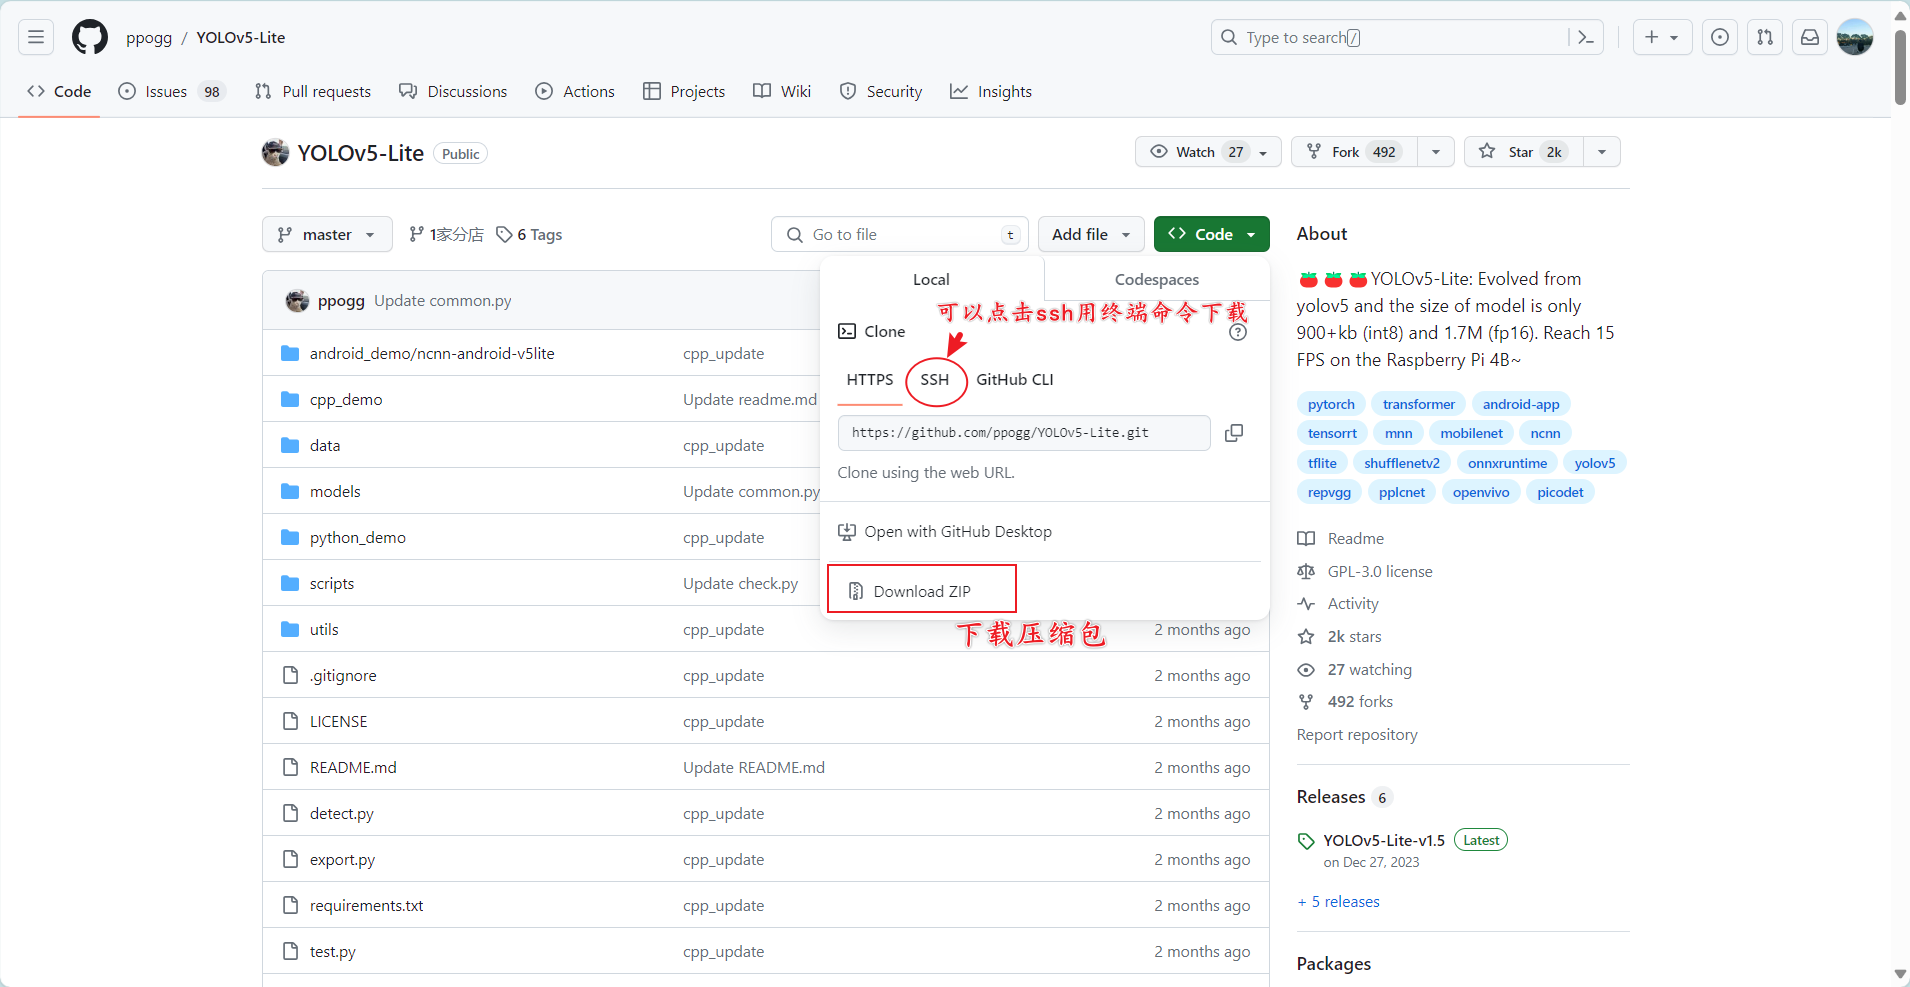 ppogg / YOLOv5-Lite
Type to search /
Code
Issues 98
Pull requests
Discussions
Actions
Projects
Wiki
Security
Insights
YOLOv5-Lite Public
Watch 27
Fork 492
Star 2k
master
1家分店
6 Tags
Go to file t
Add file
Code
Local
Codespaces
可以点击ssh用终端命令下载
Clone
HTTPS
SSH
GitHub CLI
https://github.com/ppogg/YOLOv5-Lite.git
Clone using the web URL.
Open with GitHub Desktop
Download ZIP
下载压缩包
ppogg Update common.py
android_demo/ncnn-android-v5lite cpp_update
cpp_demo Update readme.md
data cpp_update
models Update common.py
python_demo cpp_update
scripts Update check.py
utils cpp_update 2 months ago
.gitignore cpp_update 2 months ago
LICENSE cpp_update 2 months ago
README.md Update README.md 2 months ago
detect.py cpp_update 2 months ago
export.py cpp_update 2 months ago
requirements.txt cpp_update 2 months ago
test.py cpp_update 2 months ago
About
🍅🍅🍅YOLOv5-Lite: Evolved from
yolov5 and the size of model is only
900+kb (int8) and 1.7M (fp16). Reach 15
FPS on the Raspberry Pi 4B~
pytorch transformer android-app
tensorrt mnn mobilenet ncnn
tflite shufflenetv2 onnxruntime yolov5
repvgg pplcnet openvivo picodet
Readme
GPL-3.0 license
Activity
2k stars
27 watching
492 forks
Report repository
Releases 6
YOLOv5-Lite-v1.5 Latest
on Dec 27, 2023
+ 5 releases
Packages